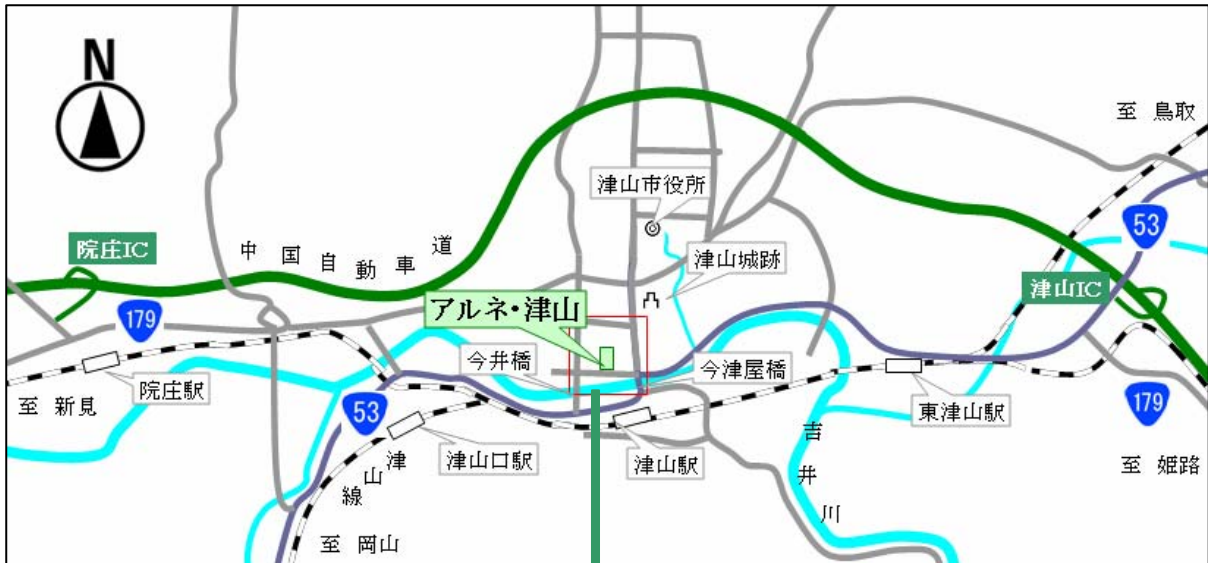 N
至 鳥取
津山市役所
53
院庄IC
中国自動車道
津山城跡
津山IC
アルネ・津山
179
今井橋
今津屋橋
院庄駅
至 新見
53
東津山駅
179
津山口駅
津山線
津山駅
吉井川
至 姫路
至 岡山